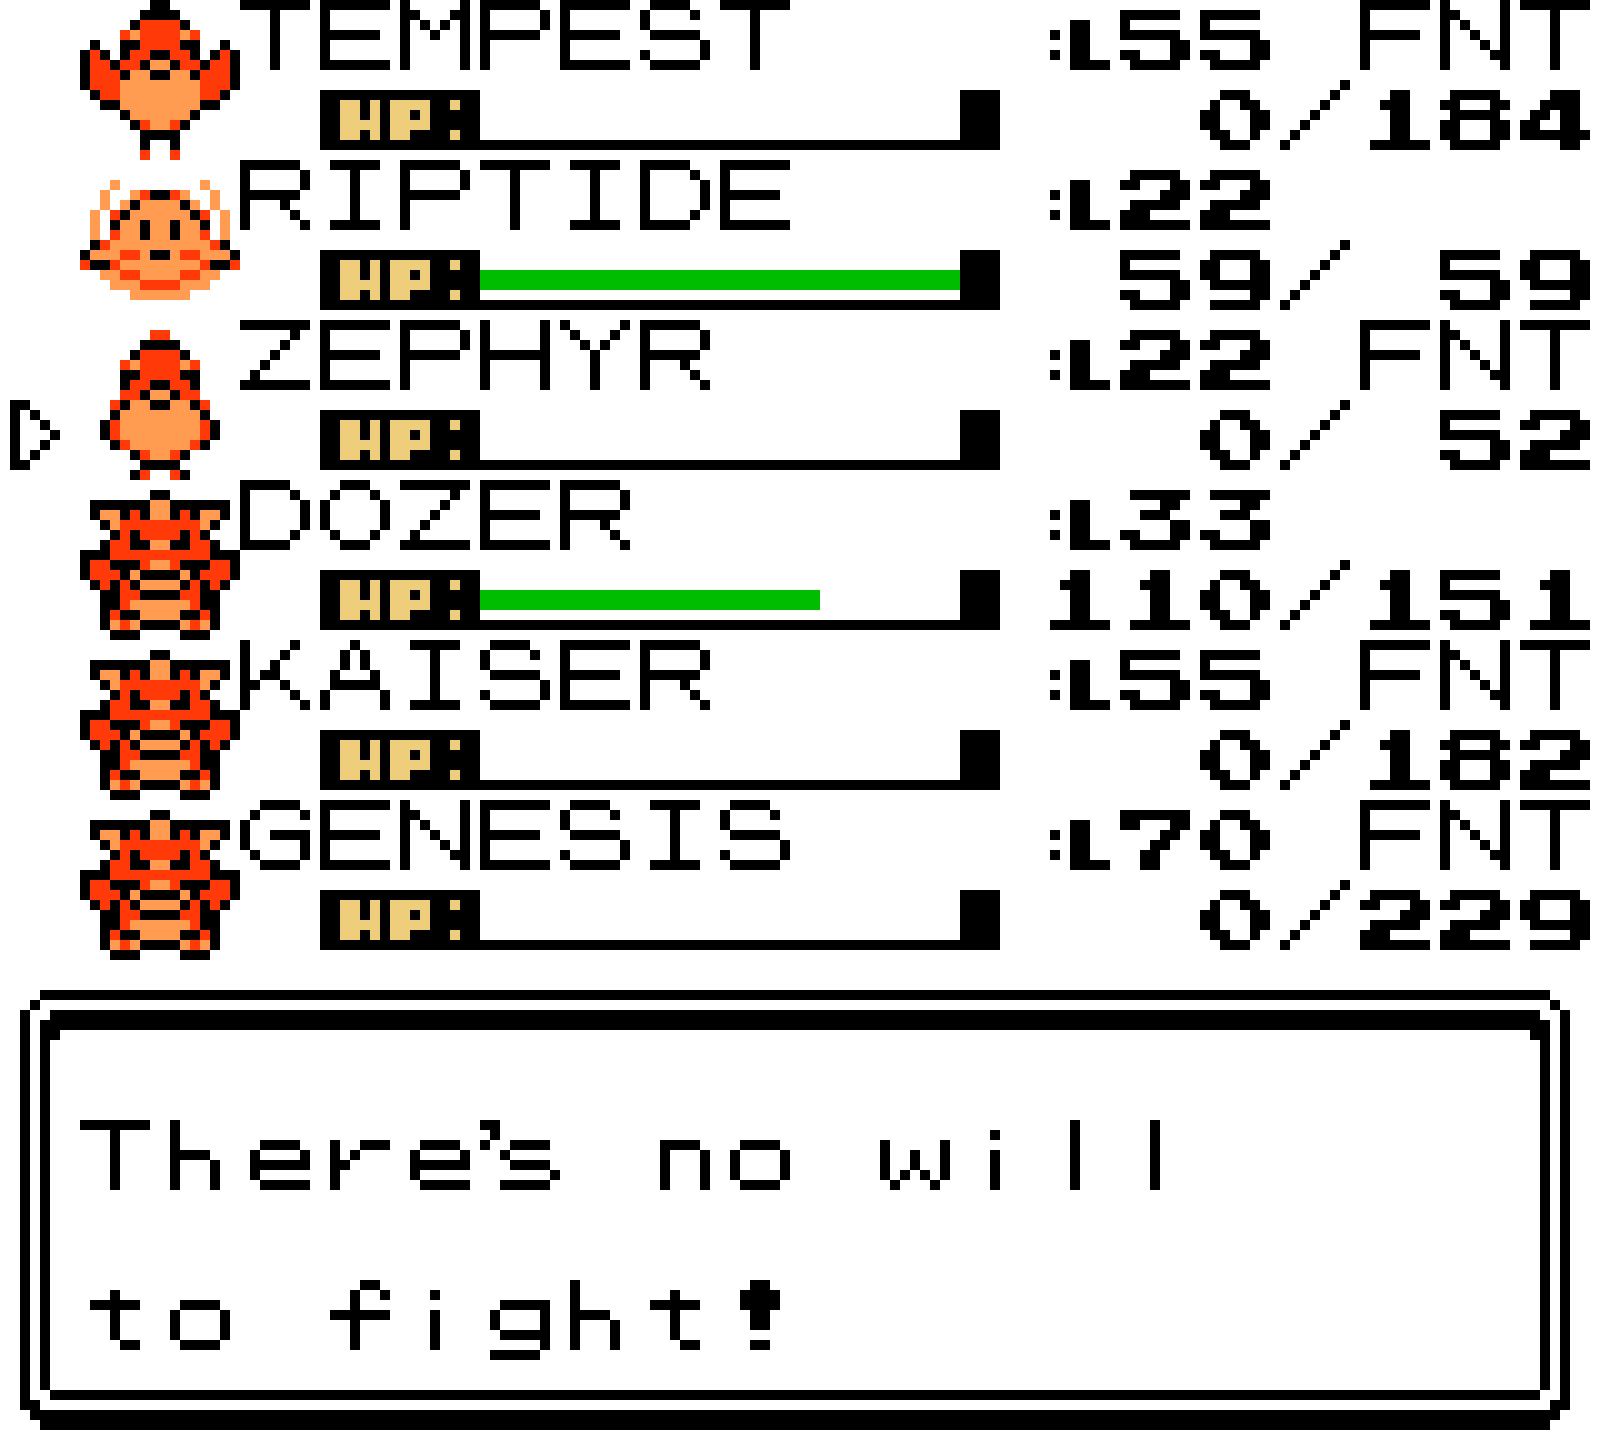 TEMPEST :L55 FNT
HP: 0/184
RIPTIDE :L22
HP: 59/ 59
ZEPHYR :L22 FNT
HP: 0/ 52
DOZER :L33
HP: 110/151
KAISER :L55 FNT
HP: 0/182
GENESIS :L70 FNT
HP: 0/229
There's no will
to fight!